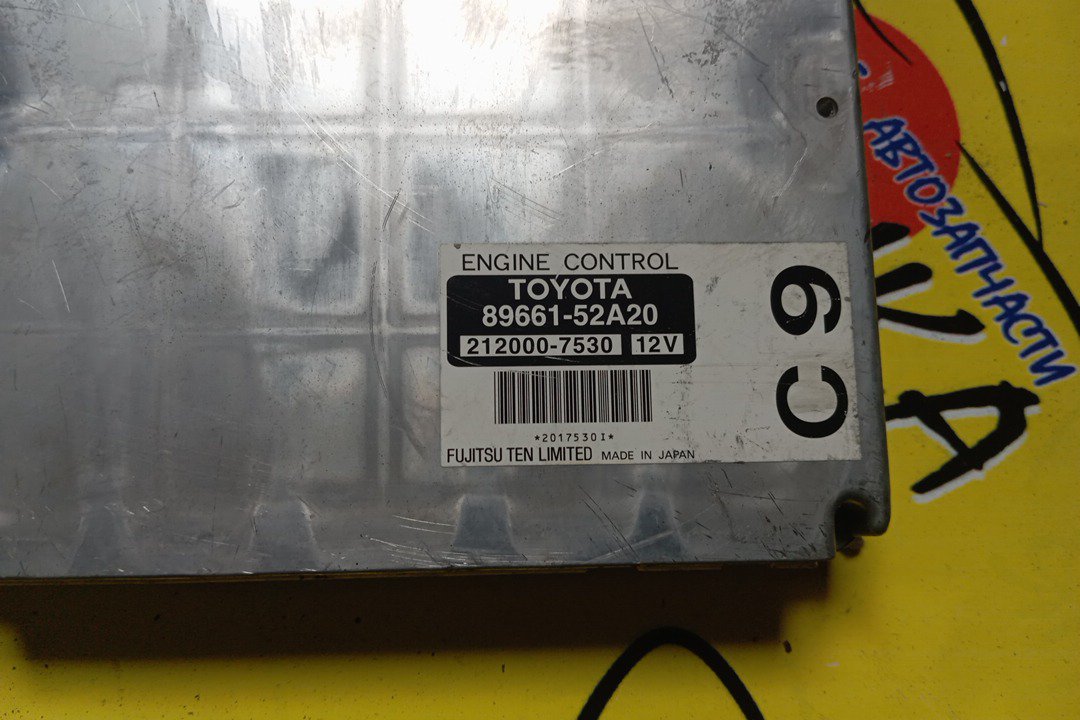 ENGINE CONTROL
TOYOTA
89661-52A20
212000-7530 12V
*2017530I*
FUJITSU TEN LIMITED MADE IN JAPAN
C9
АВТОЗАПЧАСТИ